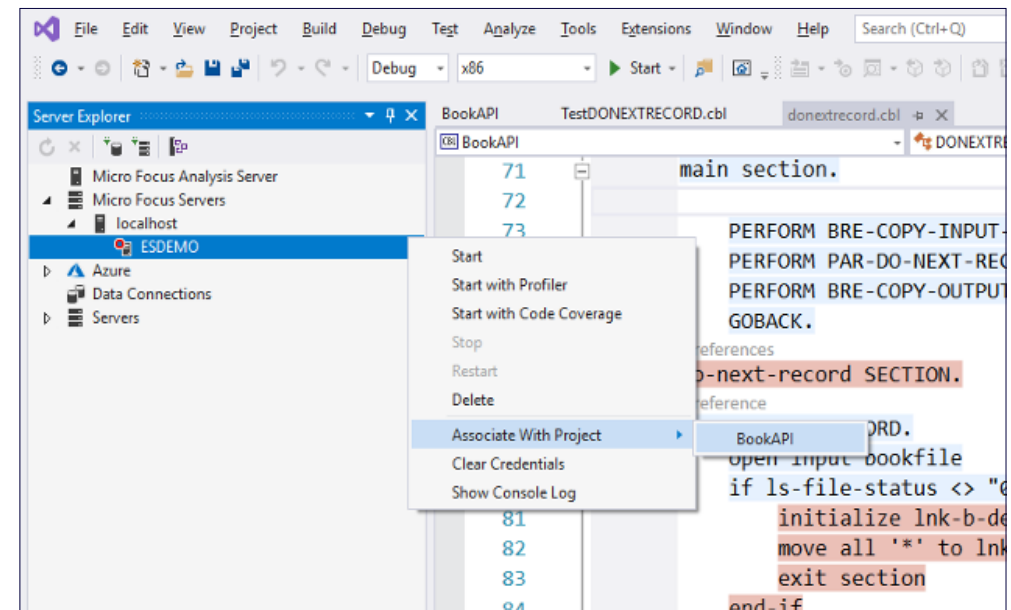 File Edit View Project Build Debug Test Analyze Tools Extensions Window Help Search (Ctrl+Q)
Debug x86 Start
Server Explorer
Micro Focus Analysis Server
Micro Focus Servers
localhost
ESDEMO
Azure
Data Connections
Servers
BookAPI TestDONEXTRECORD.cbl donextrecord.cbl
BookAPI DONEXTRE
71 main section.
72
73 PERFORM BRE-COPY-INPUT-
PERFORM PAR-DO-NEXT-REC
PERFORM BRE-COPY-OUTPUT
GOBACK.
eferences
o-next-record SECTION.
eference
ORD.
open input bookfile
if ls-file-status <> "0
81 initialize lnk-b-de
82 move all '*' to lnk
83 exit section
84 end-if
Start
Start with Profiler
Start with Code Coverage
Stop
Restart
Delete
Associate With Project
Clear Credentials
Show Console Log
BookAPI